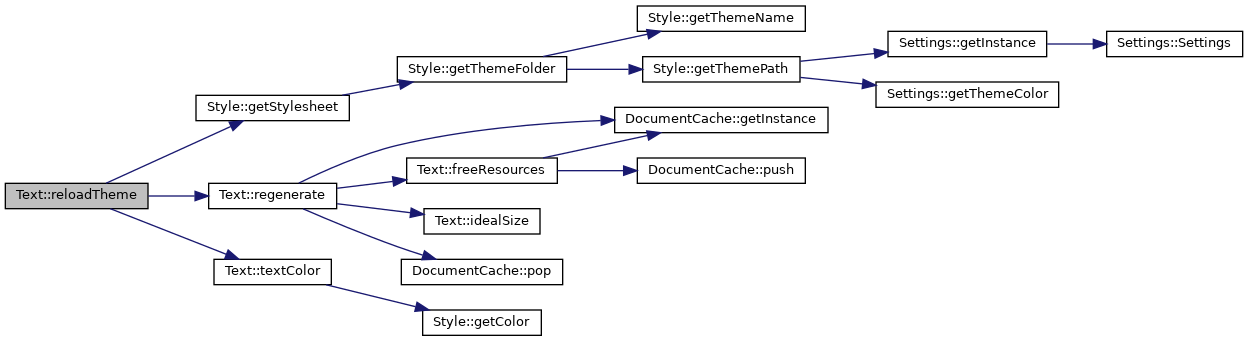 Text::reloadTheme
Style::getStylesheet
Style::getThemeFolder
Style::getThemeName
Style::getThemePath
Settings::getInstance
Settings::Settings
Settings::getThemeColor
Text::regenerate
DocumentCache::getInstance
Text::freeResources
DocumentCache::push
Text::idealSize
DocumentCache::pop
Text::textColor
Style::getColor